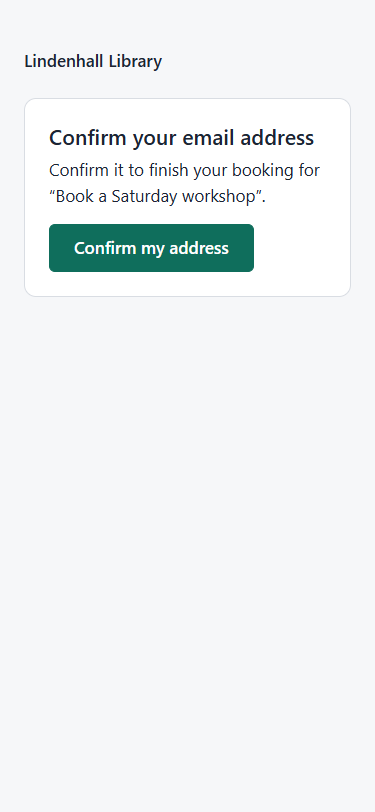 Lindenhall Library
Confirm your email address
Confirm it to finish your booking for
“Book a Saturday workshop”.
Confirm my address